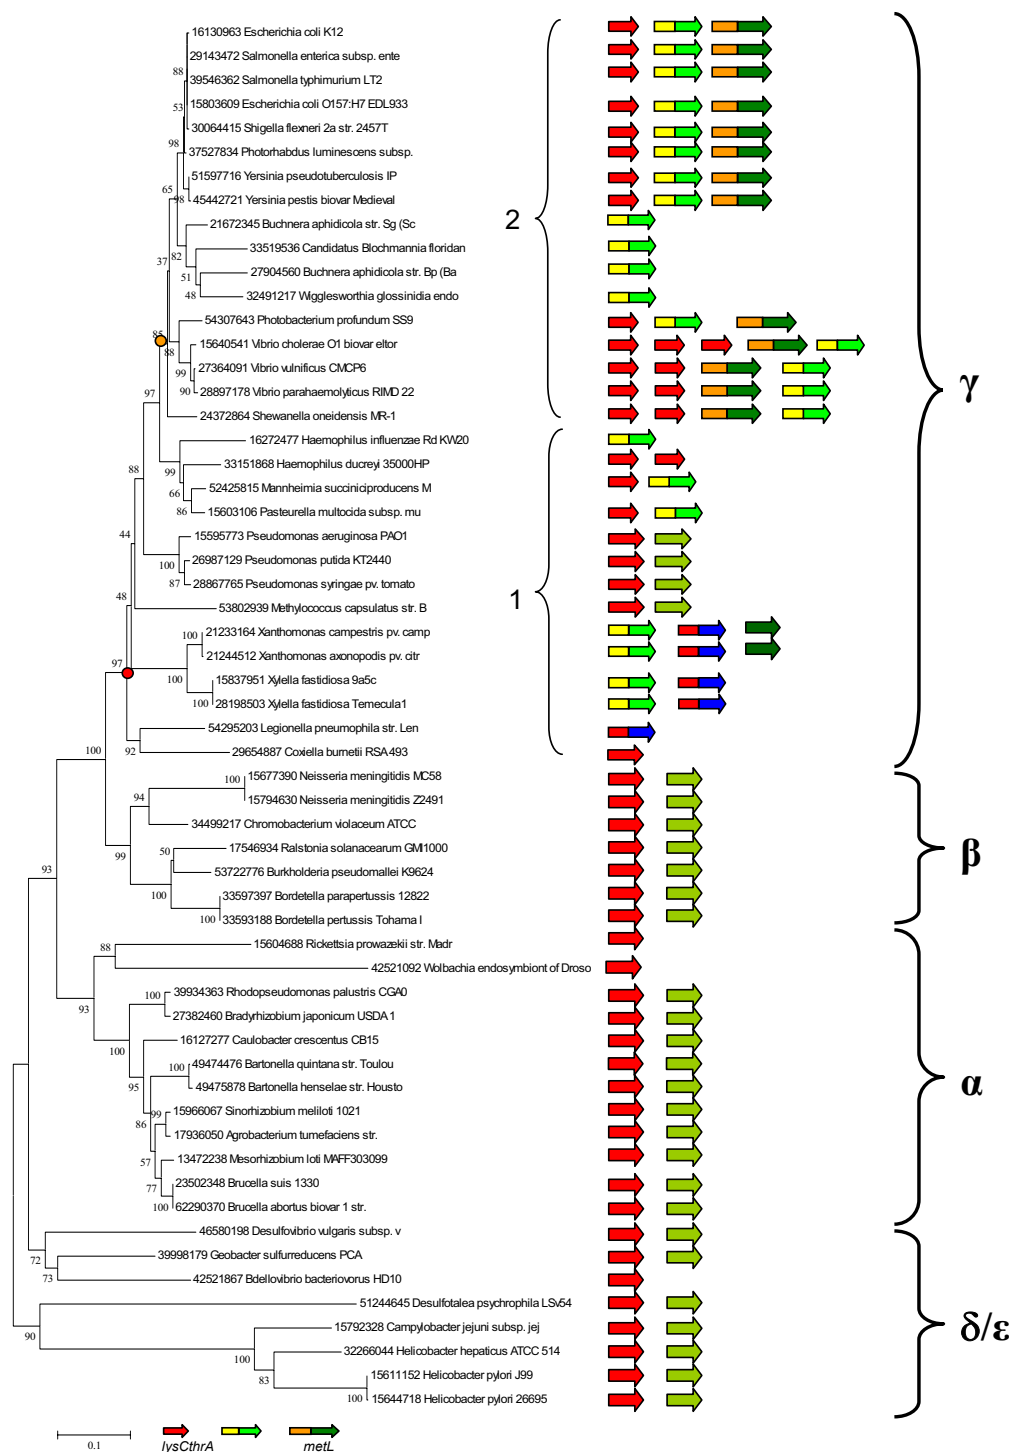 16130963 Escherichia coli K12
29143472 Salmonella enterica subsp. ente
88
39546362 Salmonella typhimurium LT2
53
15803609 Escherichia coli O157:H7 EDL933
30064415 Shigella flexneri 2a str. 2457T
98
37527834 Photorhabdus luminescens subsp.
51597716 Yersinia pseudotuberculosis IP
65
98
45442721 Yersinia pestis biovar Medieval
2
21672345 Buchnera aphidicola str. Sg (Sc
82
33519536 Candidatus Blochmannia floridan
37
51
27904560 Buchnera aphidicola str. Bp (Ba
48
32491217 Wigglesworthia glossinidia endo
54307643 Photobacterium profundum SS9
85
88
15640541 Vibrio cholerae O1 biovar eltor
99
27364091 Vibrio vulnificus CMCP6
90
28897178 Vibrio parahaemolyticus RIMD 22
97
γ
24372864 Shewanella oneidensis MR-1
16272477 Haemophilus influenzae Rd KW20
33151868 Haemophilus ducreyi 35000HP
88
99
52425815 Mannheimia succiniciproducens M
66
86
15603106 Pasteurella multocida subsp. mu
44
15595773 Pseudomonas aeruginosa PAO1
100
26987129 Pseudomonas putida KT2440
87
28867765 Pseudomonas syringae pv. tomato
48
1
53802939 Methylococcus capsulatus str. B
100
21233164 Xanthomonas campestris pv. camp
97
21244512 Xanthomonas axonopodis pv. citr
100
15837951 Xylella fastidiosa 9a5c
100
28198503 Xylella fastidiosa Temecula1
54295203 Legionella pneumophila str. Len
100
92
29654887 Coxiella burnetii RSA 493
100
15677390 Neisseria meningitidis MC58
94
15794630 Neisseria meningitidis Z2491
34499217 Chromobacterium violaceum ATCC
99
50
17546934 Ralstonia solanacearum GMI1000
β
93
53722776 Burkholderia pseudomallei K9624
100
33597397 Bordetella parapertussis 12822
100
33593188 Bordetella pertussis Tohama I
88
15604688 Rickettsia prowazekii str. Madr
42521092 Wolbachia endosymbiont of Droso
93
100
39934363 Rhodopseudomonas palustris CGA0
27382460 Bradyrhizobium japonicum USDA 1
100
16127277 Caulobacter crescentus CB15
100
49474476 Bartonella quintana str. Toulou
95
49475878 Bartonella henselae str. Housto
α
99
15966067 Sinorhizobium meliloti 1021
86
17936050 Agrobacterium tumefaciens str.
57
13472238 Mesorhizobium loti MAFF303099
77
23502348 Brucella suis 1330
100
62290370 Brucella abortus biovar 1 str.
46580198 Desulfovibrio vulgaris subsp. v
72
39998179 Geobacter sulfurreducens PCA
73
42521867 Bdellovibrio bacteriovorus HD10
51244645 Desulfotalea psychrophila LSv54
90
15792328 Campylobacter jejuni subsp. jej
δ/ε
100
32266044 Helicobacter hepaticus ATCC 514
83
15611152 Helicobacter pylori J99
100
15644718 Helicobacter pylori 26695
0.1
lysCthrA
metL